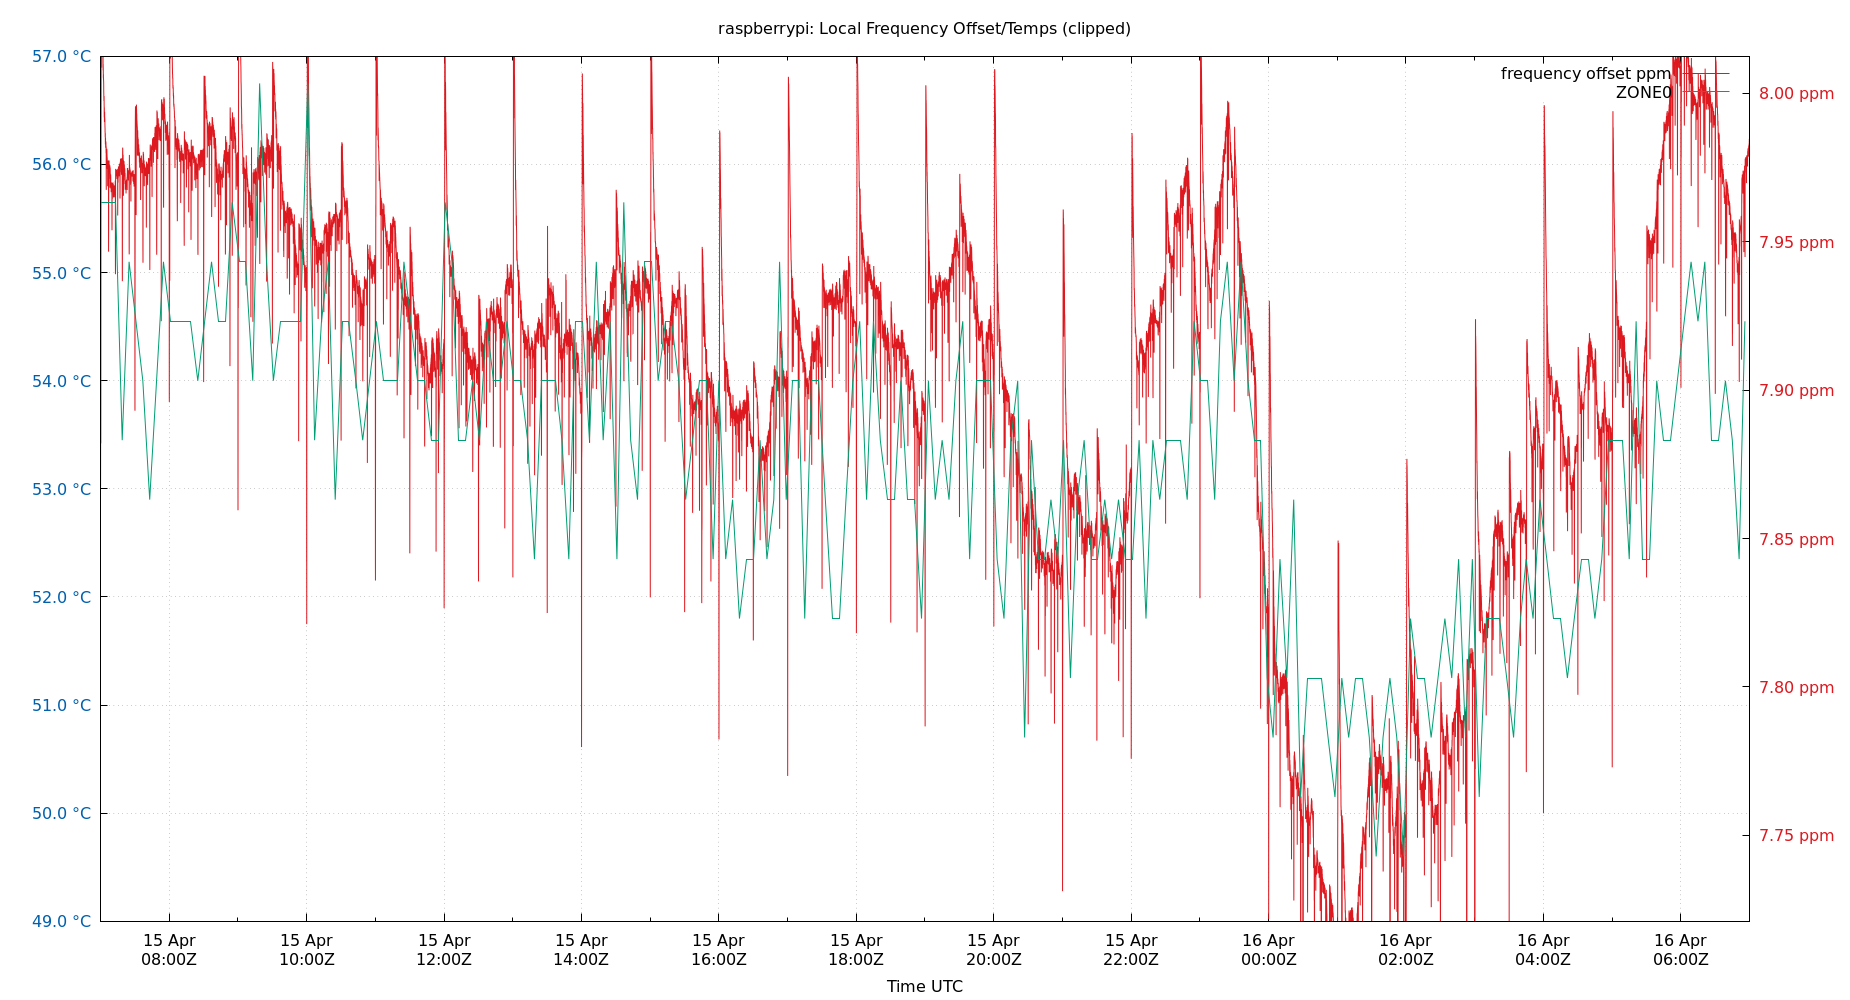 raspberrypi: Local Frequency Offset/Temps (clipped)
57.0 °C
56.0 °C
55.0 °C
54.0 °C
53.0 °C
52.0 °C
51.0 °C
50.0 °C
49.0 °C
frequency offset ppm
ZONE0
8.00 ppm
7.95 ppm
7.90 ppm
7.85 ppm
7.80 ppm
7.75 ppm
15 Apr 15 Apr 15 Apr 15 Apr 15 Apr 15 Apr 15 Apr 15 Apr 16 Apr 16 Apr 16 Apr 16 Apr
08:00Z 10:00Z 12:00Z 14:00Z 16:00Z 18:00Z 20:00Z 22:00Z 00:00Z 02:00Z 04:00Z 06:00Z
Time UTC